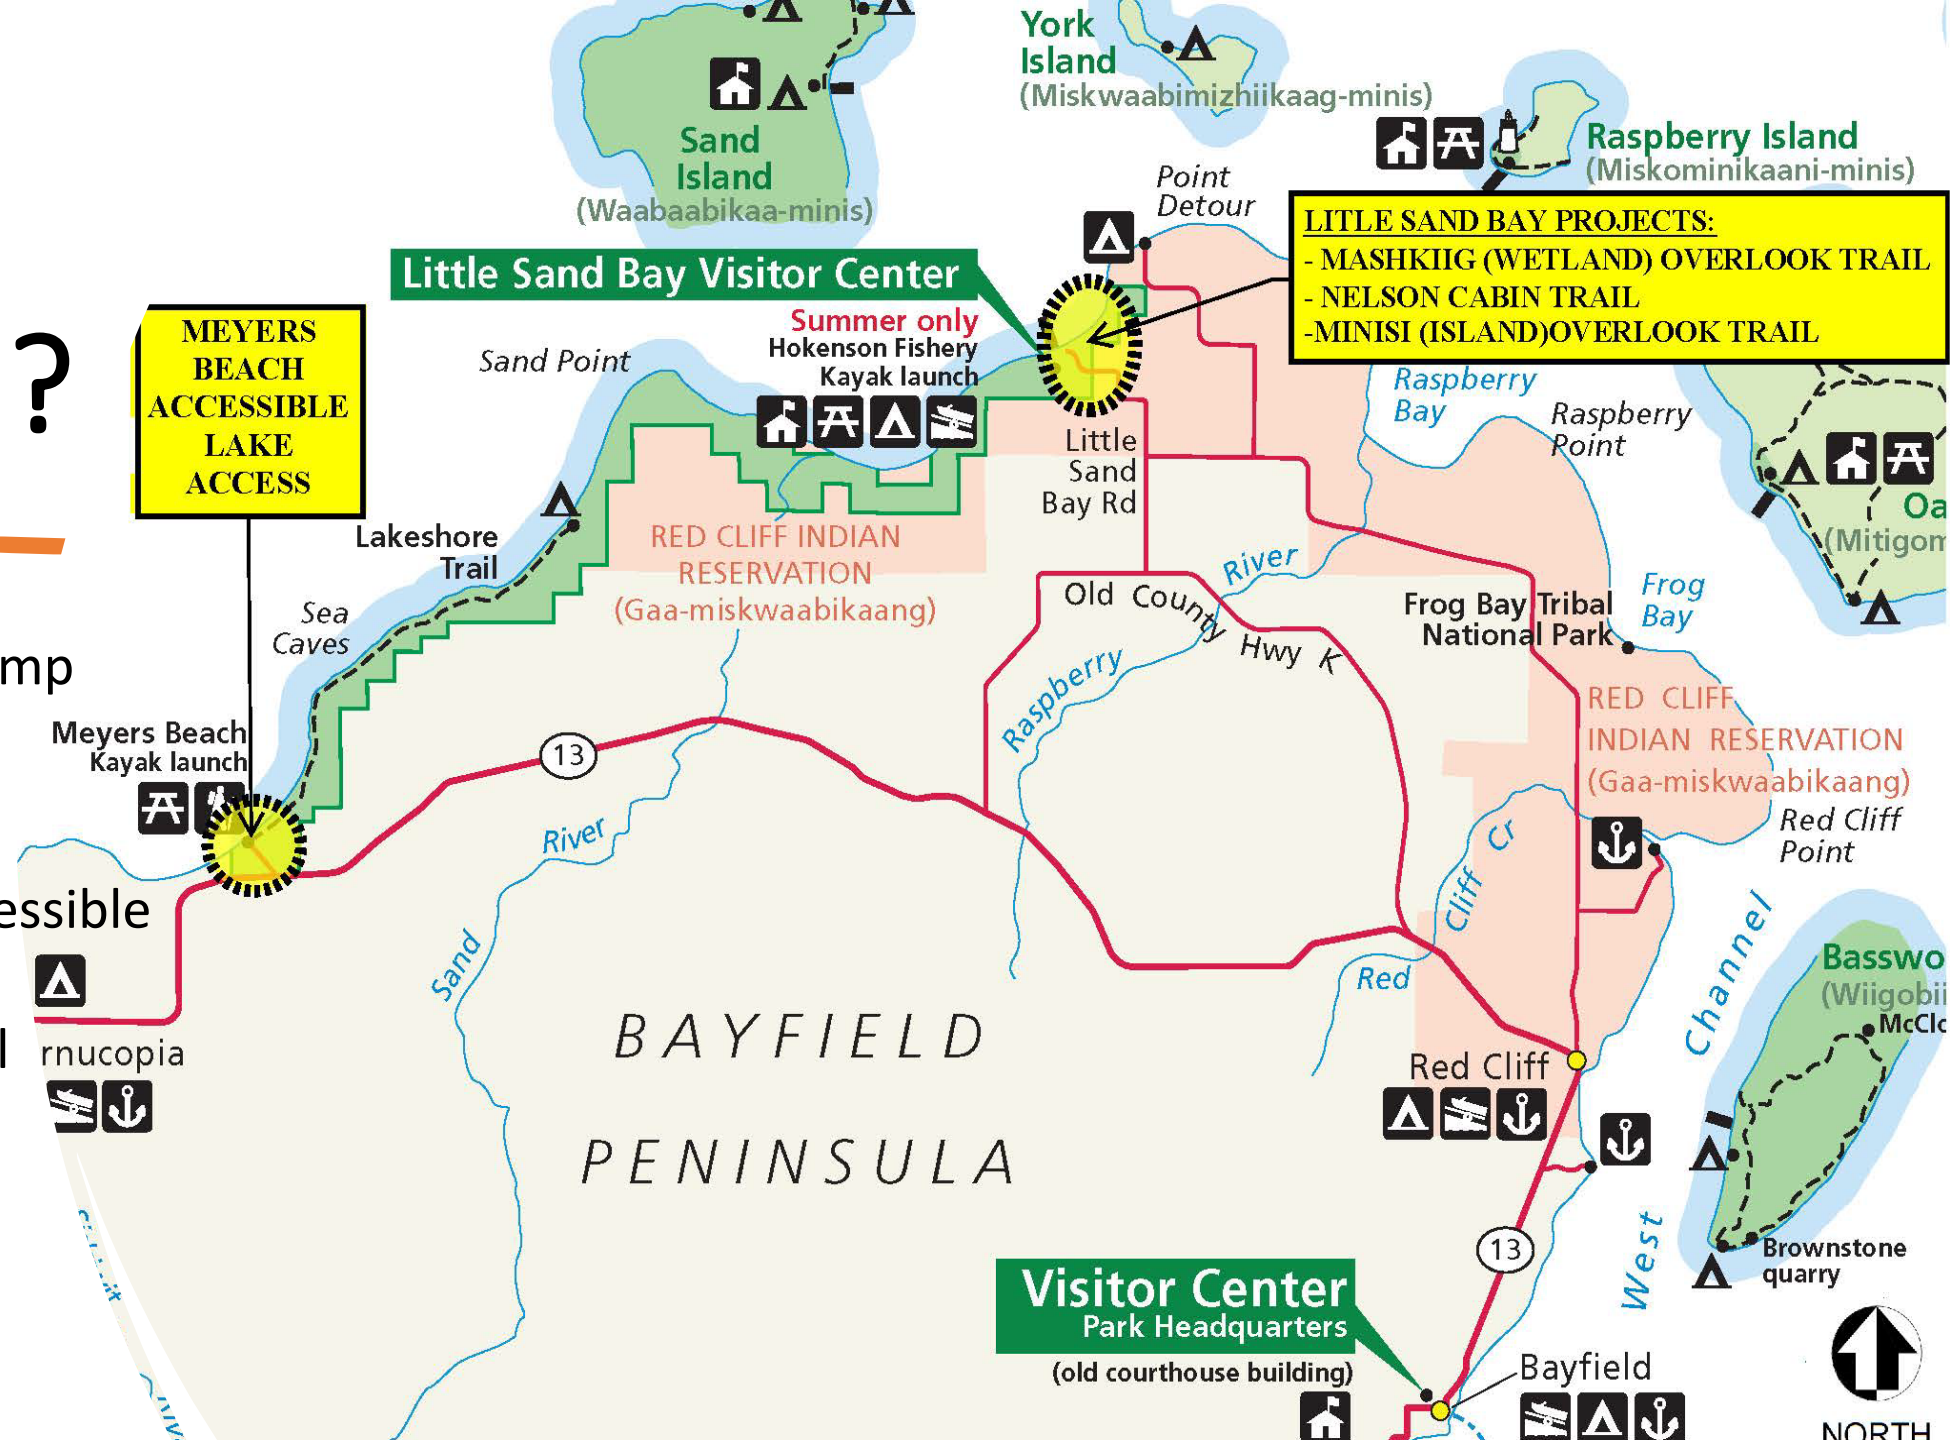 York
Island
(Miskwaabimizhiikaag-minis)
Sand
Island
(Waabaabikaa-minis)
Raspberry Island
(Miskominikaani-minis)
Point
Detour
LITLE SAND BAY PROJECTS:
- MASHKIIG (WETLAND) OVERLOOK TRAIL
- NELSON CABIN TRAIL
-MINISI (ISLAND)OVERLOOK TRAIL
Little Sand Bay Visitor Center
Summer only
Hokenson Fishery
Kayak launch
MEYERS
BEACH
ACCESSIBLE
LAKE
ACCESS
?
Sand Point
Raspberry
Bay
Raspberry
Point
Little
Sand
Bay Rd
Oa
(Mitigom
Lakeshore
Trail
RED CLIFF INDIAN
RESERVATION
(Gaa-miskwaabikaang)
River
Old County Hwy K
Raspberry
Frog Bay Tribal
National Park
Frog
Bay
Sea
Caves
mp
Meyers Beach
Kayak launch
13
RED CLIFF
INDIAN RESERVATION
(Gaa-miskwaabikaang)
Red Cliff
Point
River
Sand
Cliff Cr
Red
essible
l
rnucopia
BAYFIELD
PENINSULA
Channel
West
Basswo
(Wiigobii
McClo
Red Cliff
13
Brownstone
quarry
Visitor Center
Park Headquarters
(old courthouse building)
Bayfield
NORTH